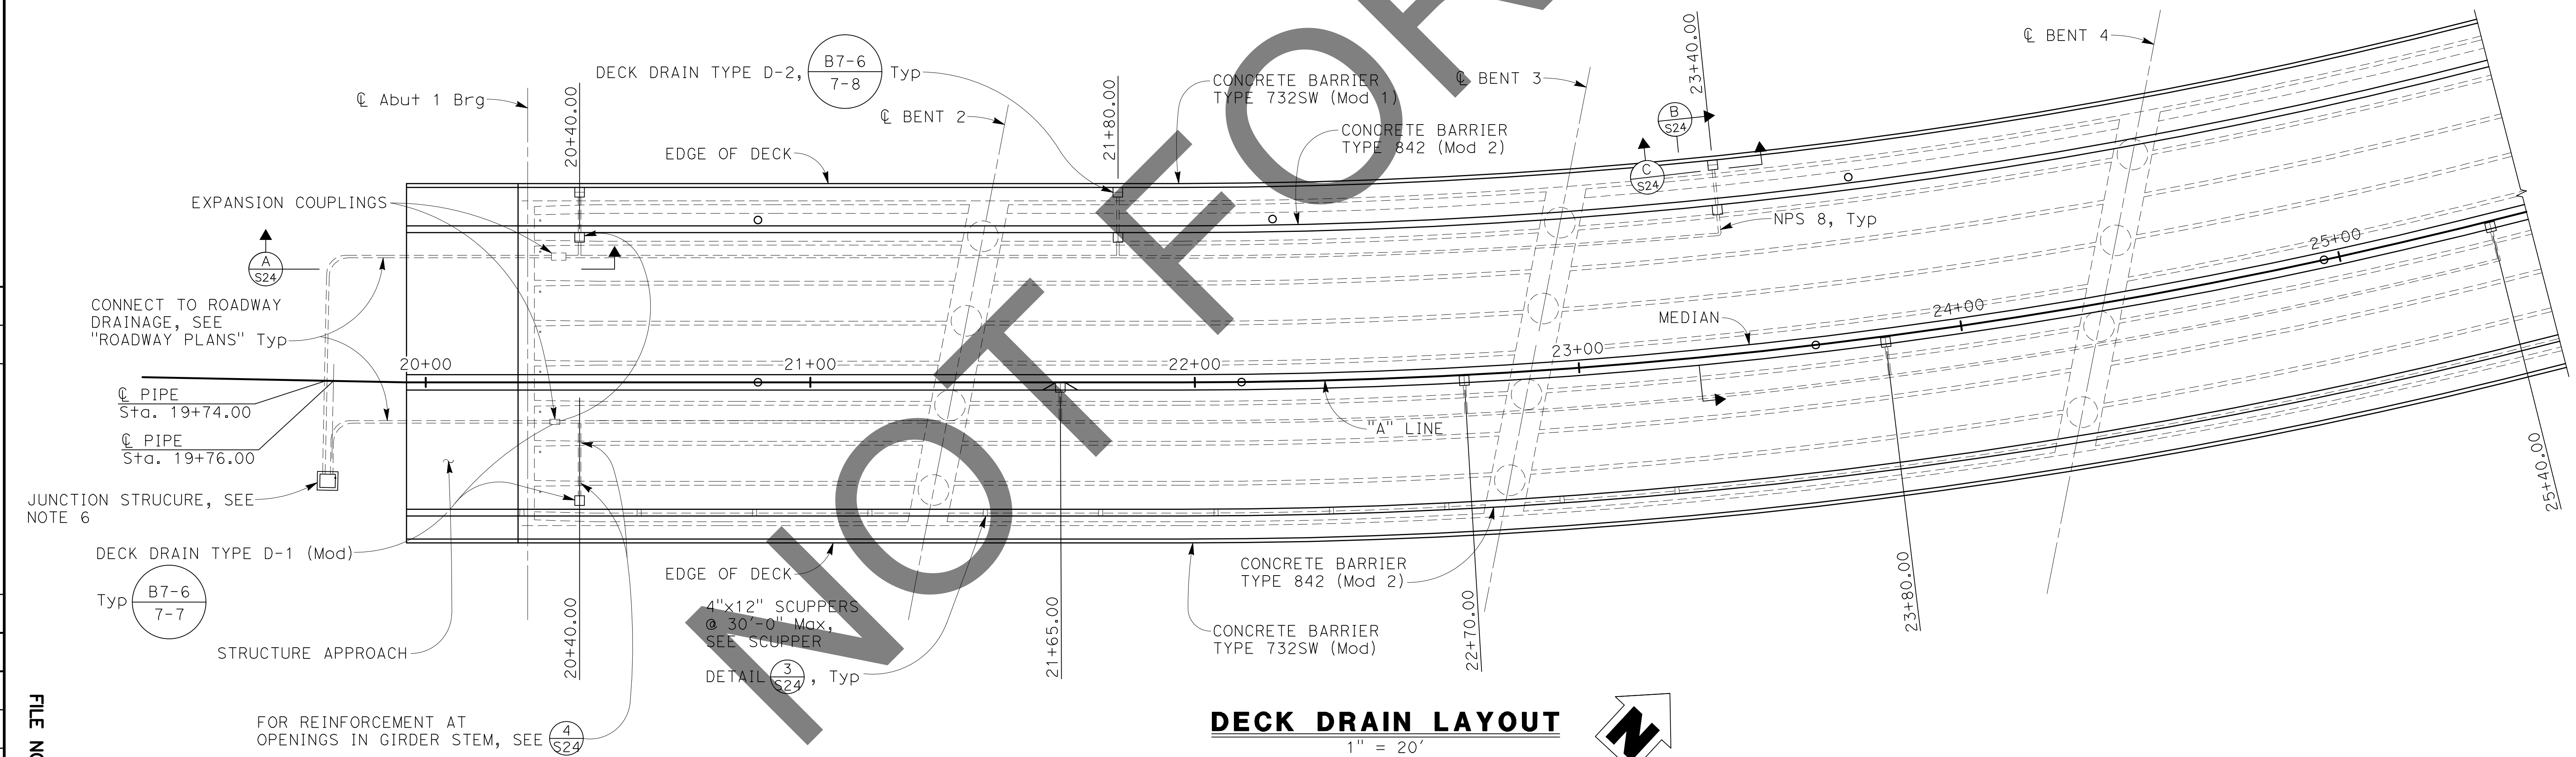 ℄ Abut 1 Brg
DECK DRAIN TYPE D-2,
B7-6
7-8
Typ
℄ BENT 2
20+40.00
21+80.00
EDGE OF DECK
CONCRETE BARRIER
TYPE 732SW (Mod 1)
CONCRETE BARRIER
TYPE 842 (Mod 2)
℄ BENT 3
23+40.00
B
S24
C
S24
℄ BENT 4
EXPANSION COUPLINGS
A
S24
NPS 8, Typ
CONNECT TO ROADWAY
DRAINAGE, SEE
"ROADWAY PLANS" Typ
MEDIAN
20+00
21+00
22+00
23+00
24+00
25+00
℄ PIPE
Sta. 19+74.00
℄ PIPE
Sta. 19+76.00
"A" LINE
JUNCTION STRUCURE, SEE
NOTE 6
DECK DRAIN TYPE D-1 (Mod)
Typ
B7-6
7-7
STRUCTURE APPROACH
20+40.00
EDGE OF DECK
4"x12" SCUPPERS
@ 30'-0" Max,
SEE SCUPPER
DETAIL
3
S24
, Typ
21+65.00
CONCRETE BARRIER
TYPE 842 (Mod 2)
CONCRETE BARRIER
TYPE 732SW (Mod)
22+70.00
23+80.00
25+40.00
FOR REINFORCEMENT AT
OPENINGS IN GIRDER STEM, SEE
4
S24
DECK DRAIN LAYOUT
1" = 20'
N
FILE NO
NOT FOR